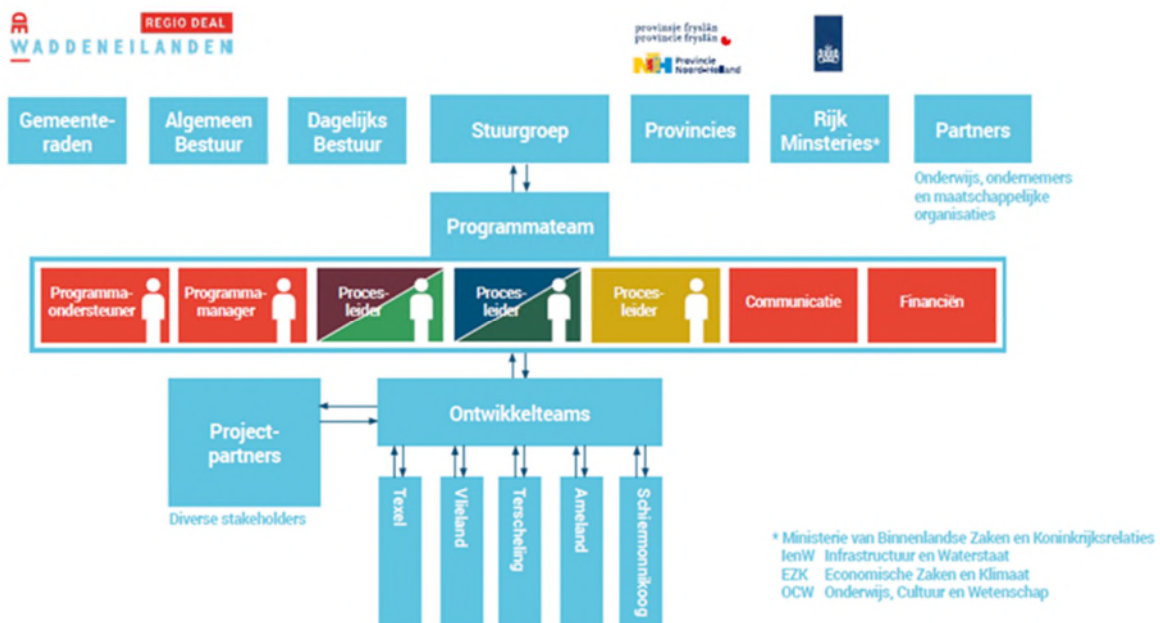 DE
REGIO DEAL
WADDENEILANDEN
provinsje fryslân
provincie fryslân
NH Provincie
Noord-Holland
Gemeente-
raden
Algemeen
Bestuur
Dagelijks
Bestuur
Stuurgroep
Provincies
Rijk
Minsteries*
Partners
Onderwijs, ondernemers
en maatschappelijke
organisaties
Programmateam
Programma-
ondersteuner
Programma-
manager
Proces-
leider
Proces-
leider
Proces-
leider
Communicatie
Financiën
Project-
partners
Diverse stakeholders
Ontwikkelteams
Texel
Vlieland
Terscheling
Ameland
Schiermonnikoog
* Ministerie van Binnenlandse Zaken en Koninkrijksrelaties
IenW Infrastructuur en Waterstaat
EZK Economische Zaken en Klimaat
OCW Onderwijs, Cultuur en Wetenschap